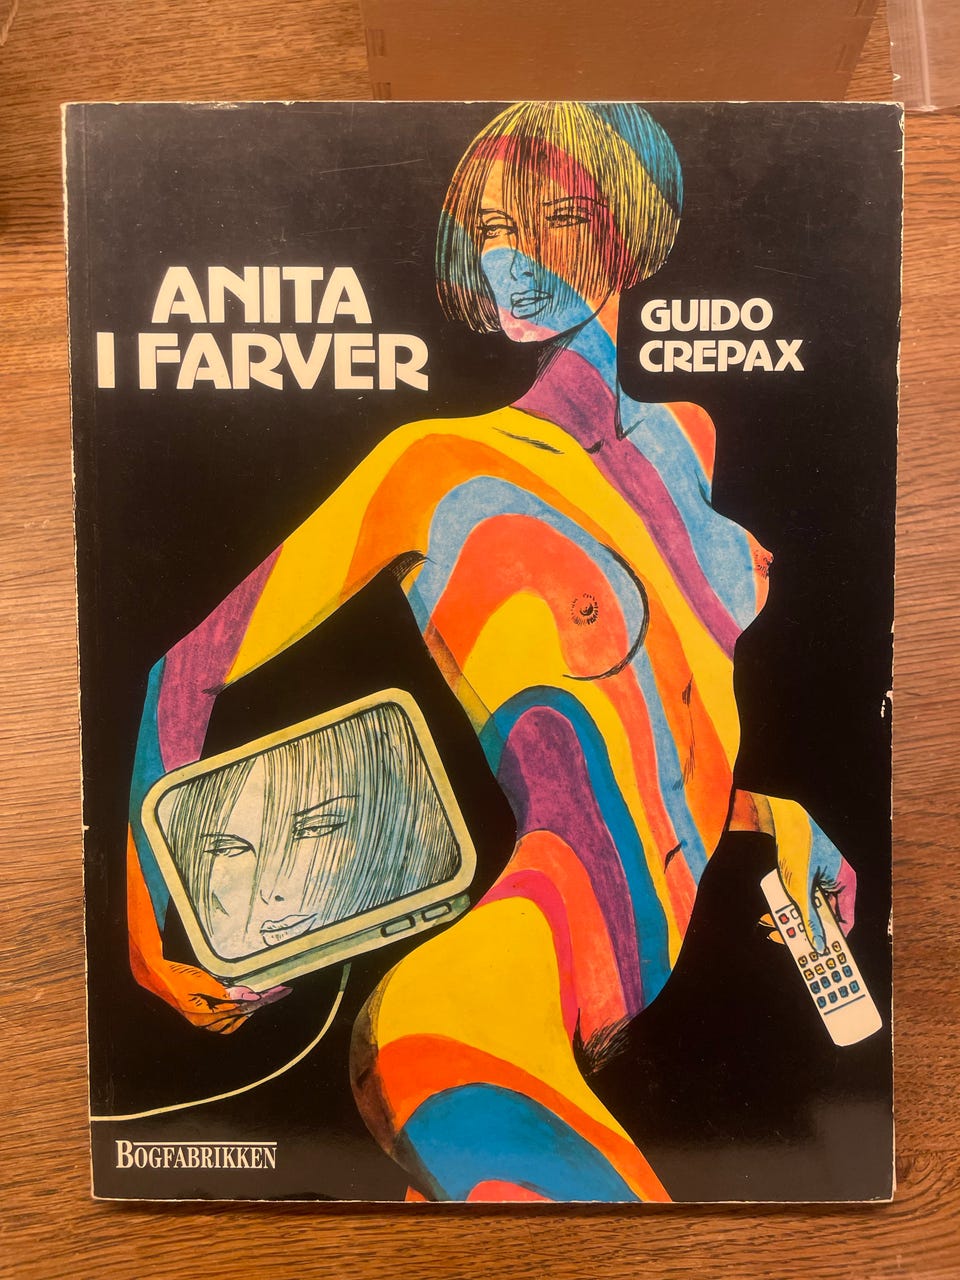 ANITA
I FARVER
GUIDO
CREPAX
BOGFABRIKKEN